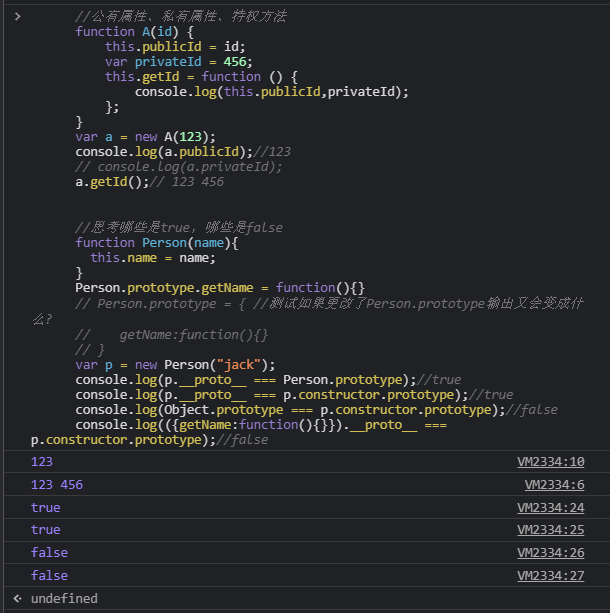 //公有属性、私有属性、特权方法
function A(id) {
    this.publicId = id;
    var privateId = 456;
    this.getId = function () {
        console.log(this.publicId,privateId);
    };
}
var a = new A(123);
console.log(a.publicId);//123
// console.log(a.privateId);
a.getId();// 123 456
//思考哪些是true，哪些是false
function Person(name){
  this.name = name;
}
Person.prototype.getName = function(){}
// Person.prototype = { //测试如果更改了Person.prototype输出又会变成什
么?
//    getName:function(){}
// }
var p = new Person("jack");
console.log(p.__proto__ === Person.prototype);//true
console.log(p.__proto__ === p.constructor.prototype);//true
console.log(Object.prototype === p.constructor.prototype);//false
console.log(({getName:function(){}}).__proto__ ===
p.constructor.prototype);//false
123 VM2334:10
123 456 VM2334:6
true VM2334:24
true VM2334:25
false VM2334:26
false VM2334:27
undefined